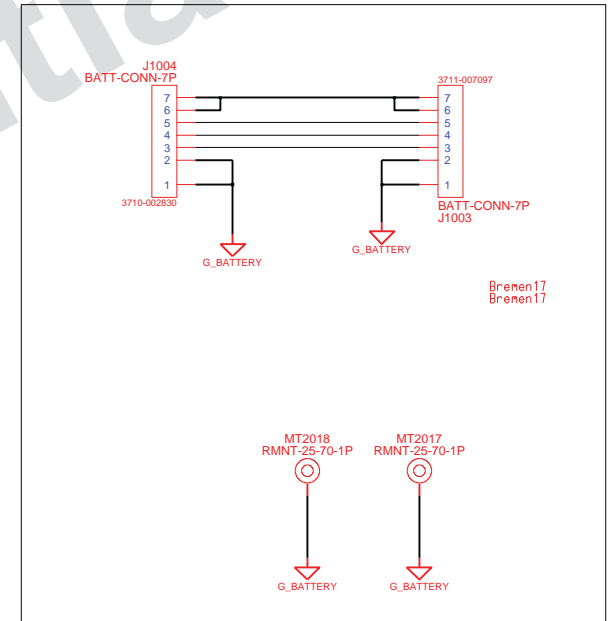 J1004
BATT-CONN-7P
7
6
5
4
3
2
1
3710-002830
3711-007097
7
6
5
4
3
2
1
BATT-CONN-7P
J1003
G_BATTERY
G_BATTERY
Bremen17
Bremen17
MT2018
RMNT-25-70-1P
MT2017
RMNT-25-70-1P
G_BATTERY
G_BATTERY